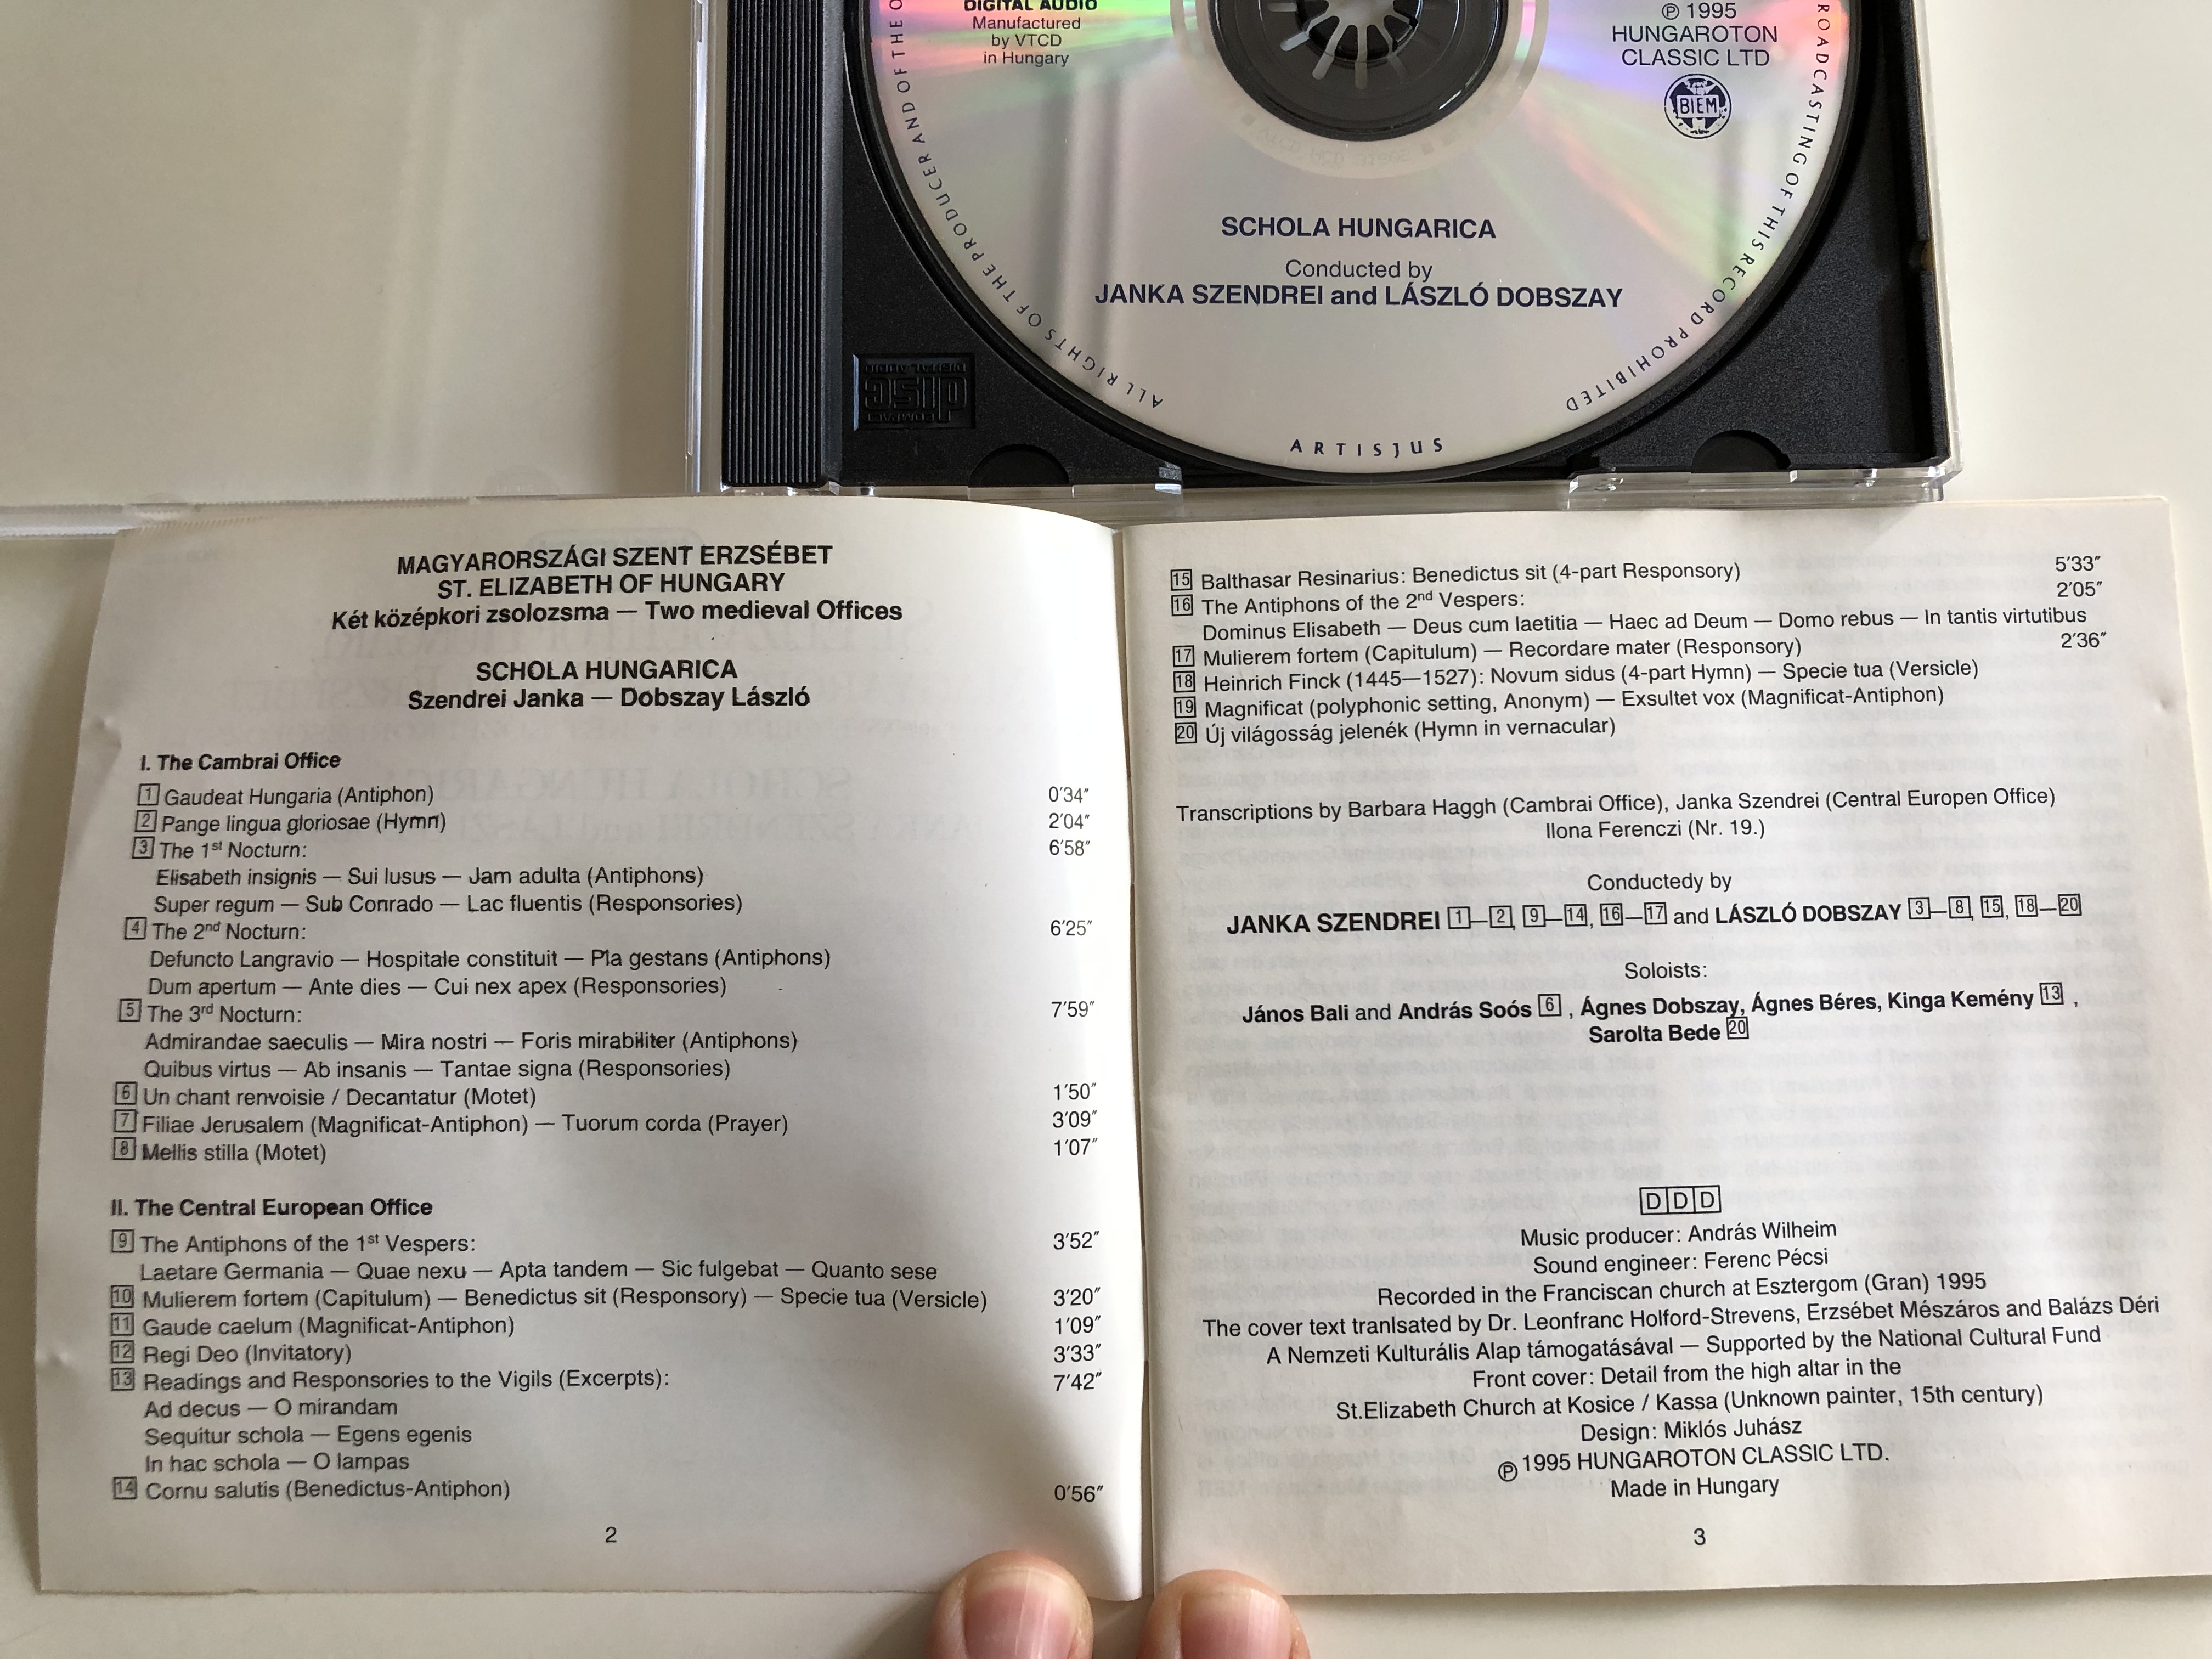 DIGITAL AUDIO
Manufactured
by VTCD
in Hungary
℗ 1995
HUNGAROTON
CLASSIC LTD
BIEM
SCHOLA HUNGARICA
Conducted by
JANKA SZENDREI and LÁSZLÓ DOBSZAY
ALL RIGHTS OF THE PRODUCER AND OF THE
BROADCASTING OF THIS RECORD PROHIBITED
ARTISJUS
COMPACT
disc
DIGITAL AUDIO
MAGYARORSZÁGI SZENT ERZSÉBET
ST. ELIZABETH OF HUNGARY
Két középkori zsolozsma — Two medieval Offices
SCHOLA HUNGARICA
Szendrei Janka — Dobszay László
I. The Cambrai Office
1 Gaudeat Hungaria (Antiphon) 0′34″
2 Pange lingua gloriosae (Hymn) 2′04″
3 The 1st Nocturn: 6′58″
Elisabeth insignis — Sui lusus — Jam adulta (Antiphons)
Super regum — Sub Conrado — Lac fluentis (Responsories)
4 The 2nd Nocturn: 6′25″
Defuncto Langravio — Hospitale constituit — Pla gestans (Antiphons)
Dum apertum — Ante dies — Cui nex apex (Responsories)
5 The 3rd Nocturn: 7′59″
Admirandae saeculis — Mira nostri — Foris mirabiliter (Antiphons)
Quibus virtus — Ab insanis — Tantae signa (Responsories)
6 Un chant renvoisie / Decantatur (Motet) 1′50″
7 Filiae Jerusalem (Magnificat-Antiphon) — Tuorum corda (Prayer) 3′09″
8 Mellis stilla (Motet) 1′07″
II. The Central European Office
9 The Antiphons of the 1st Vespers: 3′52″
Laetare Germania — Quae nexu — Apta tandem — Sic fulgebat — Quanto sese
10 Mulierem fortem (Capitulum) — Benedictus sit (Responsory) — Specie tua (Versicle) 3′20″
11 Gaude caelum (Magnificat-Antiphon) 1′09″
12 Regi Deo (Invitatory) 3′33″
13 Readings and Responsories to the Vigils (Excerpts): 7′42″
Ad decus — O mirandam
Sequitur schola — Egens egenis
In hac schola — O lampas
14 Cornu salutis (Benedictus-Antiphon) 0′56″
2
15 Balthasar Resinarius: Benedictus sit (4-part Responsory) 5′33″
16 The Antiphons of the 2nd Vespers: 2′05″
Dominus Elisabeth — Deus cum laetitia — Haec ad Deum — Domo rebus — In tantis virtutibus
17 Mulierem fortem (Capitulum) — Recordare mater (Responsory) 2′36″
18 Heinrich Finck (1445—1527): Novum sidus (4-part Hymn) — Specie tua (Versicle)
19 Magnificat (polyphonic setting, Anonym) — Exsultet vox (Magnificat-Antiphon)
20 Új világosság jelenék (Hymn in vernacular)
Transcriptions by Barbara Haggh (Cambrai Office), Janka Szendrei (Central Europen Office)
Ilona Ferenczi (Nr. 19.)
Conductedy by
JANKA SZENDREI 1—2, 9—14, 16—17 and LÁSZLÓ DOBSZAY 3—8, 15, 18—20
Soloists:
János Bali and András Soós 6 , Ágnes Dobszay, Ágnes Béres, Kinga Kemény 13 ,
Sarolta Bede 20
DDD
Music producer: András Wilheim
Sound engineer: Ferenc Pécsi
Recorded in the Franciscan church at Esztergom (Gran) 1995
The cover text tranlsated by Dr. Leonfranc Holford-Strevens, Erzsébet Mészáros and Balázs Déri
A Nemzeti Kulturális Alap támogatásával — Supported by the National Cultural Fund
Front cover: Detail from the high altar in the
St.Elizabeth Church at Kosice / Kassa (Unknown painter, 15th century)
Design: Miklós Juhász
℗ 1995 HUNGAROTON CLASSIC LTD.
Made in Hungary
3